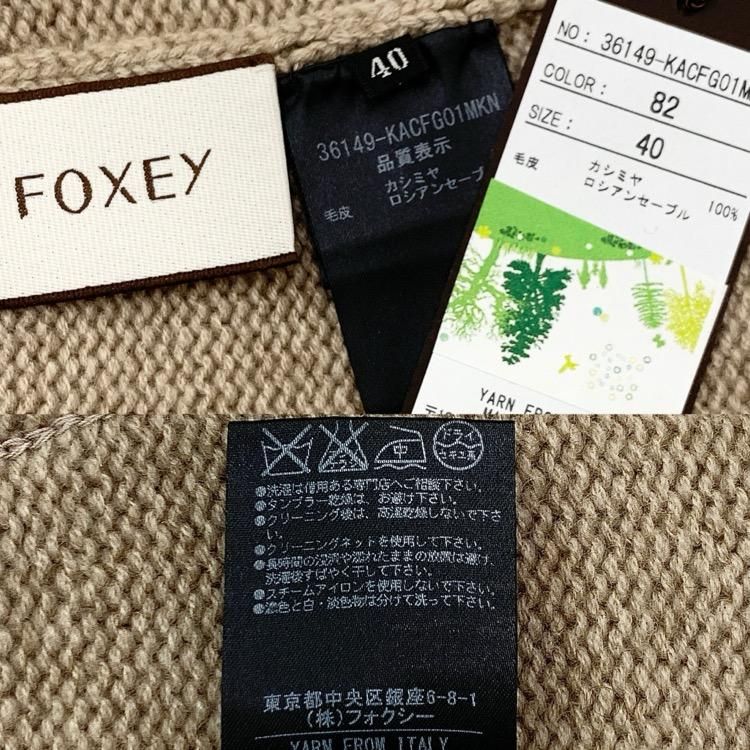 FOXEY
40
36149-KACFG01MKN
品質表示
カシミヤ
毛皮 ロシアンセーブル
NO: 36149-KACFG01M
COLOR: 82
SIZE: 40
カシミヤ
毛皮 ロシアンセーブル 100%
YARN FROM
中
ドライ
セキユ系
●洗濯は信用ある専門店へご相談下さい。
●タンブラー乾燥は、お避け下さい。
●クリーニング後は、高温乾燥しないで下さ
い。
●クリーニングネットを使用して下さい。
●長時間の浸漬や濡れたままの放置は避け、
洗濯後すばやく干して下さい。
●スチームアイロンを使用しないで下さい。
●濃色と白・淡色物は分けて洗って下さい。
東京都中央区銀座6-8-1
(株)フォクシー
YARN FROM ITALY